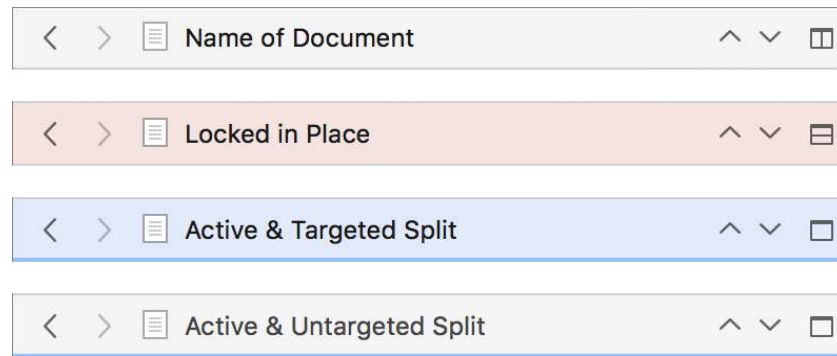 Name of Document
Locked in Place
Active & Targeted Split
Active & Untargeted Split